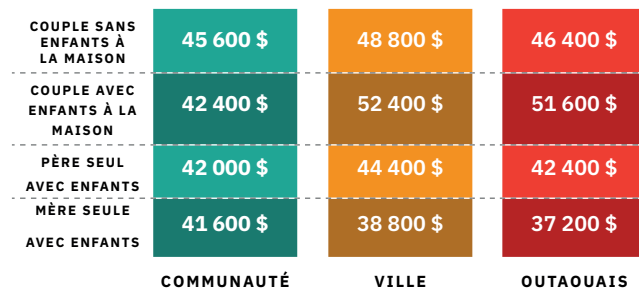 COUPLE SANS
ENFANTS À
LA MAISON
45 600 $
48 800 $
46 400 $
COUPLE AVEC
ENFANTS À LA
MAISON
42 400 $
52 400 $
51 600 $
PÈRE SEUL
AVEC ENFANTS
42 000 $
44 400 $
42 400 $
MÈRE SEULE
AVEC ENFANTS
41 600 $
38 800 $
37 200 $
COMMUNAUTÉ
VILLE
OUTAOUAIS